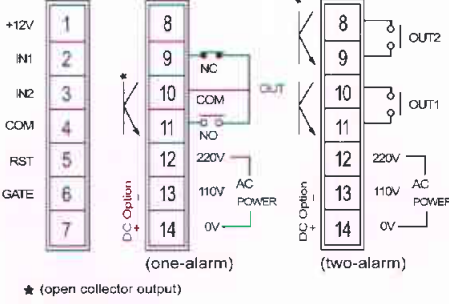 +12V 1
IN1 2
IN2 3
COM 4
RST 5
GATE 6
7
8
9 NC
10 COM OUT
11 NO
12 220V
13 110V AC POWER
14 0V
DC Option - +
(one-alarm)
8
9 OUT2
10
11 OUT1
12 220V
13 110V AC POWER
14 0V
DC Option - +
(two-alarm)
★ (open collector output)